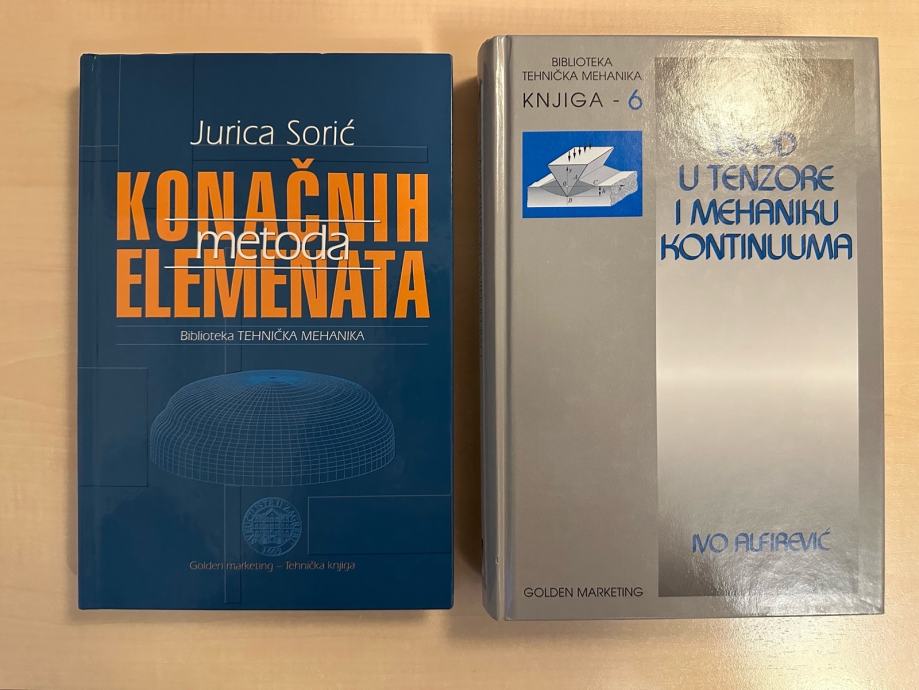 Jurica Sorić
KONAČNIH
metoda
ELEMENATA
Biblioteka TEHNIČKA MEHANIKA
Golden marketing – Tehnička knjiga
BIBLIOTEKA
TEHNIČKA MEHANIKA
KNJIGA - 6
UVOD
U TENZORE
I MEHANIKU
KONTINUUMA
IVO ALFIREVIĆ
GOLDEN MARKETING